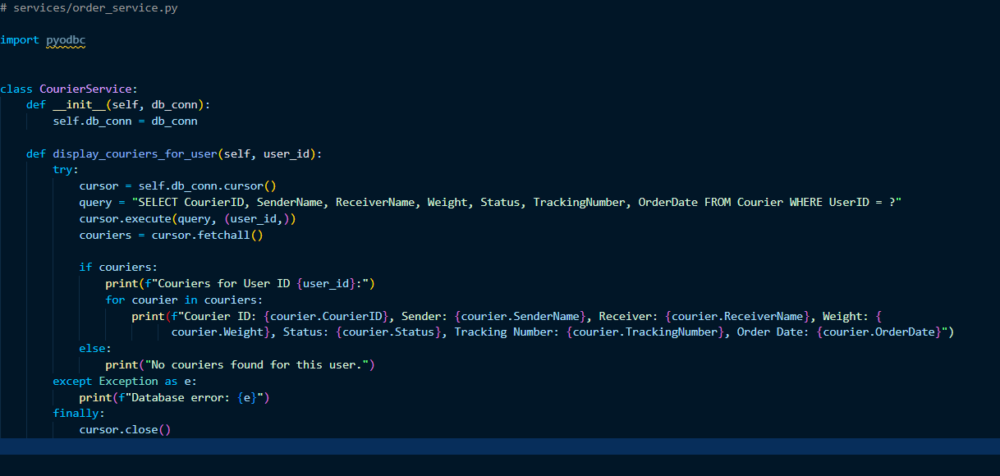 # services/order_service.py
import pyodbc
class CourierService:
    def __init__(self, db_conn):
        self.db_conn = db_conn
    def display_couriers_for_user(self, user_id):
        try:
            cursor = self.db_conn.cursor()
            query = "SELECT CourierID, SenderName, ReceiverName, Weight, Status, TrackingNumber, OrderDate FROM Courier WHERE UserID = ?"
            cursor.execute(query, (user_id,))
            couriers = cursor.fetchall()
            if couriers:
                print(f"Couriers for User ID {user_id}:")
                for courier in couriers:
                    print(f"Courier ID: {courier.CourierID}, Sender: {courier.SenderName}, Receiver: {courier.ReceiverName}, Weight: {
                          courier.Weight}, Status: {courier.Status}, Tracking Number: {courier.TrackingNumber}, Order Date: {courier.OrderDate}")
            else:
                print("No couriers found for this user.")
        except Exception as e:
            print(f"Database error: {e}")
        finally:
            cursor.close()